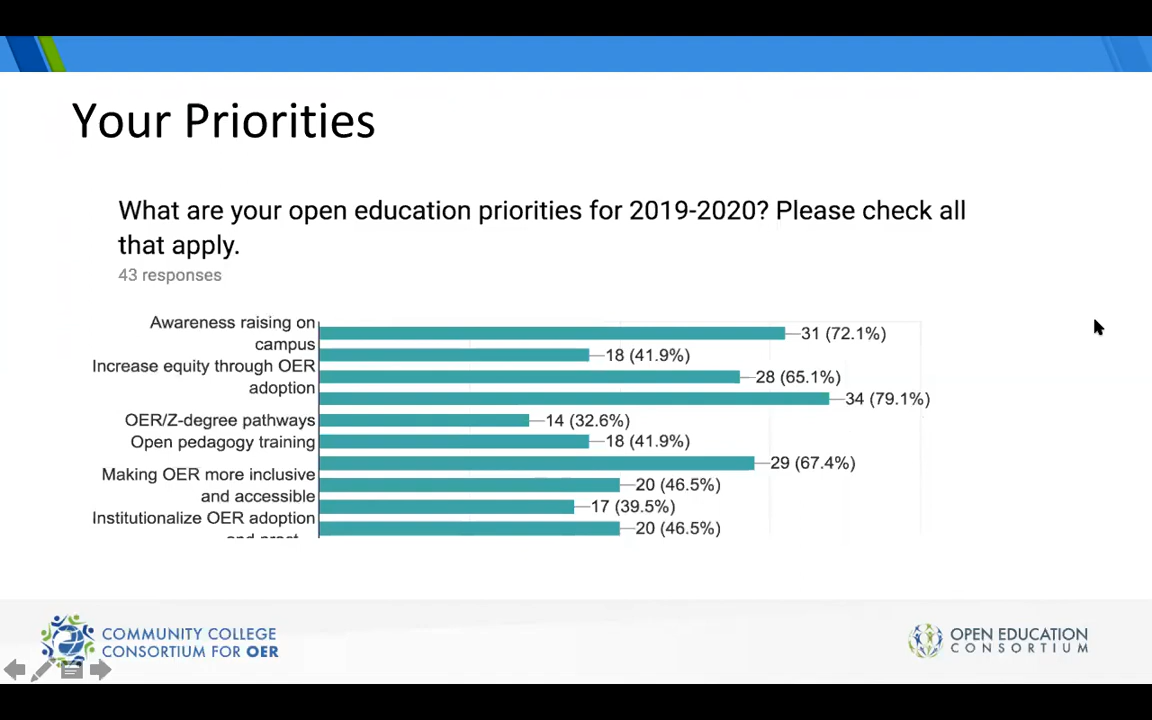 Your Priorities
What are your open education priorities for 2019-2020? Please check all
that apply.
43 responses
Awareness raising on
campus
31 (72.1%)
18 (41.9%)
Increase equity through OER
adoption
28 (65.1%)
34 (79.1%)
OER/Z-degree pathways
14 (32.6%)
Open pedagogy training
18 (41.9%)
29 (67.4%)
Making OER more inclusive
and accessible
20 (46.5%)
17 (39.5%)
Institutionalize OER adoption
20 (46.5%)
COMMUNITY COLLEGE
CONSORTIUM FOR OER
OPEN EDUCATION
CONSORTIUM